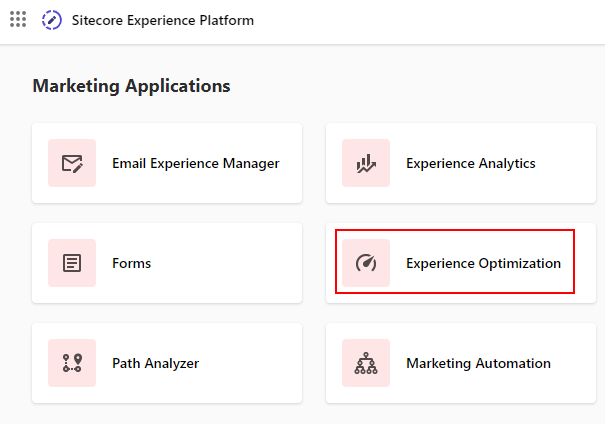 Sitecore Experience Platform
Marketing Applications
Email Experience Manager
Experience Analytics
Forms
Experience Optimization
Path Analyzer
Marketing Automation